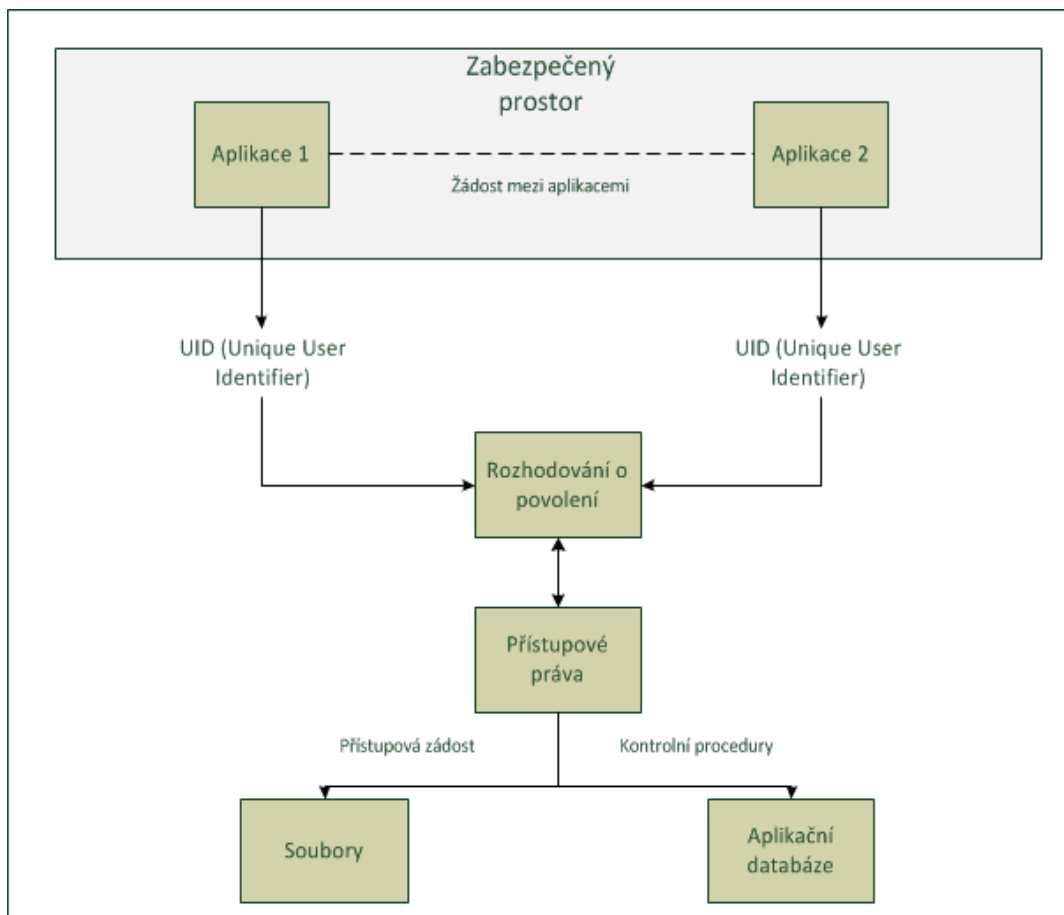 Zabezpečený
prostor
Aplikace 1
Aplikace 2
Žádost mezi aplikacemi
UID (Unique User
Identifier)
UID (Unique User
Identifier)
Rozhodování o
povolení
Přístupové
práva
Přístupová zádost
Kontrolní procedury
Soubory
Aplikační
databáze